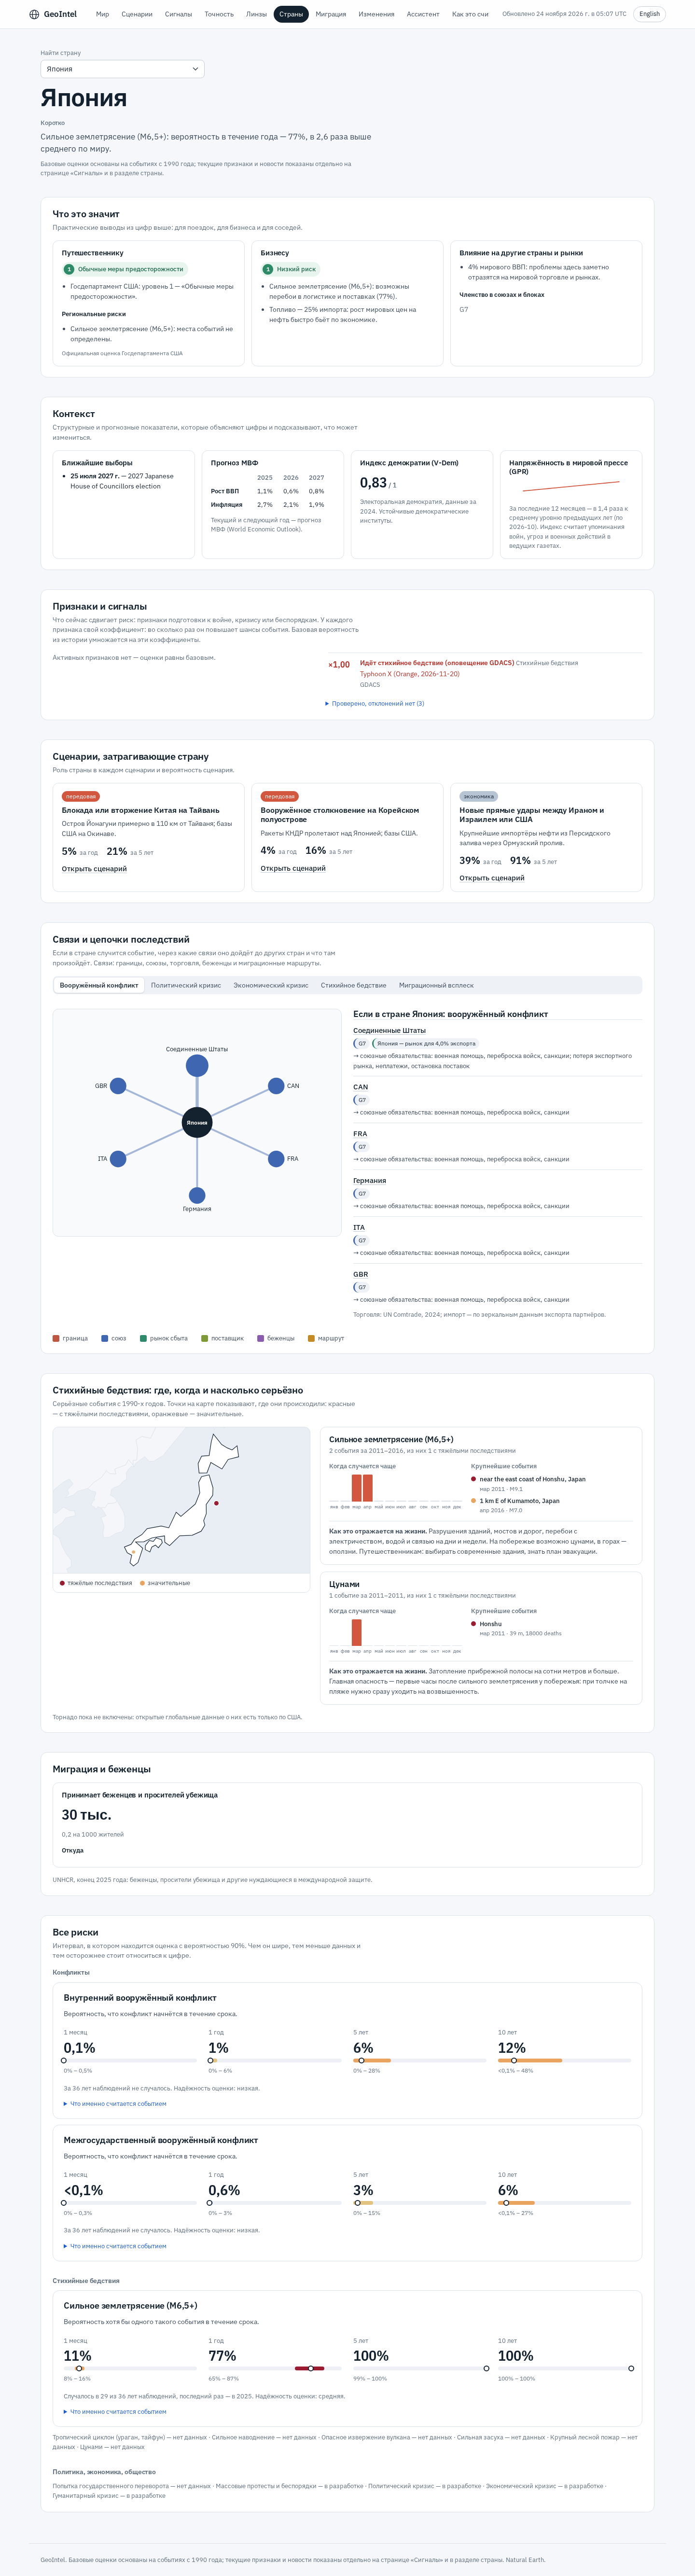 GeoIntel
Мир Сценарии Сигналы Точность Линзы Страны Миграция Изменения Ассистент Как это счи
Обновлено 24 ноября 2026 г. в 05:07 UTC
English
Найти страну
Япония
Япония
Коротко
Сильное землетрясение (M6,5+): вероятность в течение года — 77%, в 2,6 раза выше
среднего по миру.
Базовые оценки основаны на событиях с 1990 года; текущие признаки и новости показаны отдельно на
странице «Сигналы» и в разделе страны.
Что это значит
Практические выводы из цифр выше: для поездок, для бизнеса и для соседей.
Путешественнику
1 Обычные меры предосторожности
Госдепартамент США: уровень 1 — «Обычные меры
предосторожности».
Региональные риски
Сильное землетрясение (M6,5+): места событий не
определены.
Официальная оценка Госдепартамента США
Бизнесу
1 Низкий риск
Сильное землетрясение (M6,5+): возможны
перебои в логистике и поставках (77%).
Топливо — 25% импорта: рост мировых цен на
нефть быстро бьёт по экономике.
Влияние на другие страны и рынки
4% мирового ВВП: проблемы здесь заметно
отразятся на мировой торговле и рынках.
Членство в союзах и блоках
G7
Контекст
Структурные и прогнозные показатели, которые объясняют цифры и подсказывают, что может
измениться.
Ближайшие выборы
25 июля 2027 г. — 2027 Japanese
House of Councillors election
Прогноз МВФ
2025 2026 2027
Рост ВВП 1,1% 0,6% 0,8%
Инфляция 2,7% 2,1% 1,9%
Текущий и следующий год — прогноз
МВФ (World Economic Outlook).
Индекс демократии (V-Dem)
0,83 / 1
Электоральная демократия, данные за
2024. Устойчивые демократические
институты.
Напряжённость в мировой прессе
(GPR)
За последние 12 месяцев — в 1,4 раза к
среднему уровню предыдущих лет (по
2026-10). Индекс считает упоминания
войн, угроз и военных действий в
ведущих газетах.
Признаки и сигналы
Что сейчас сдвигает риск: признаки подготовки к войне, кризису или беспорядкам. У каждого
признака свой коэффициент: во сколько раз он повышает шансы события. Базовая вероятность
из истории умножается на эти коэффициенты.
Активных признаков нет — оценки равны базовым.
×1,00
Идёт стихийное бедствие (оповещение GDACS) Стихийные бедствия
Typhoon X (Orange, 2026-11-20)
GDACS
Проверено, отклонений нет (3)
Сценарии, затрагивающие страну
Роль страны в каждом сценарии и вероятность сценария.
передовая
Блокада или вторжение Китая на Тайвань
Остров Йонагуни примерно в 110 км от Тайваня; базы
США на Окинаве.
5% за год 21% за 5 лет
Открыть сценарий
передовая
Вооружённое столкновение на Корейском
полуострове
Ракеты КНДР пролетают над Японией; базы США.
4% за год 16% за 5 лет
Открыть сценарий
экономика
Новые прямые удары между Ираном и
Израилем или США
Крупнейшие импортёры нефти из Персидского
залива через Ормузский пролив.
39% за год 91% за 5 лет
Открыть сценарий
Связи и цепочки последствий
Если в стране случится событие, через какие связи оно дойдёт до других стран и что там
произойдёт. Связи: границы, союзы, торговля, беженцы и миграционные маршруты.
Вооружённый конфликт Политический кризис Экономический кризис Стихийное бедствие Миграционный всплеск
Соединенные Штаты
GBR
CAN
Япония
ITA
FRA
Германия
Если в стране Япония: вооружённый конфликт
Соединенные Штаты
G7 Япония — рынок для 4,0% экспорта
→ союзные обязательства: военная помощь, переброска войск, санкции; потеря экспортного
рынка, неплатежи, остановка поставок
CAN
G7
→ союзные обязательства: военная помощь, переброска войск, санкции
FRA
G7
→ союзные обязательства: военная помощь, переброска войск, санкции
Германия
G7
→ союзные обязательства: военная помощь, переброска войск, санкции
ITA
G7
→ союзные обязательства: военная помощь, переброска войск, санкции
GBR
G7
→ союзные обязательства: военная помощь, переброска войск, санкции
Торговля: UN Comtrade, 2024; импорт — по зеркальным данным экспорта партнёров.
граница союз рынок сбыта поставщик беженцы маршрут
Стихийные бедствия: где, когда и насколько серьёзно
Серьёзные события с 1990-х годов. Точки на карте показывают, где они происходили: красные
— с тяжёлыми последствиями, оранжевые — значительные.
тяжёлые последствия значительные
Сильное землетрясение (M6,5+)
2 события за 2011–2016, из них 1 с тяжёлыми последствиями
Когда случается чаще
янв фев мар апр май июн июл авг сен окт ноя дек
Крупнейшие события
near the east coast of Honshu, Japan
мар 2011 · M9.1
1 km E of Kumamoto, Japan
апр 2016 · M7.0
Как это отражается на жизни. Разрушения зданий, мостов и дорог, перебои с
электричеством, водой и связью на дни и недели. На побережье возможно цунами, в горах —
оползни. Путешественникам: выбирать современные здания, знать план эвакуации.
Цунами
1 событие за 2011–2011, из них 1 с тяжёлыми последствиями
Когда случается чаще
янв фев мар апр май июн июл авг сен окт ноя дек
Крупнейшие события
Honshu
мар 2011 · 39 m, 18000 deaths
Как это отражается на жизни. Затопление прибрежной полосы на сотни метров и больше.
Главная опасность — первые часы после сильного землетрясения у побережья: при толчке на
пляже нужно сразу уходить на возвышенность.
Торнадо пока не включены: открытые глобальные данные о них есть только по США.
Миграция и беженцы
Принимает беженцев и просителей убежища
30 тыс.
0,2 на 1000 жителей
Откуда
UNHCR, конец 2025 года: беженцы, просители убежища и другие нуждающиеся в международной защите.
Все риски
Интервал, в котором находится оценка с вероятностью 90%. Чем он шире, тем меньше данных и
тем осторожнее стоит относиться к цифре.
Конфликты
Внутренний вооружённый конфликт
Вероятность, что конфликт начнётся в течение срока.
1 месяц 1 год 5 лет 10 лет
0,1% 1% 6% 12%
0% – 0,5% 0% – 6% 0% – 28% <0,1% – 48%
За 36 лет наблюдений не случалось. Надёжность оценки: низкая.
Что именно считается событием
Межгосударственный вооружённый конфликт
Вероятность, что конфликт начнётся в течение срока.
1 месяц 1 год 5 лет 10 лет
<0,1% 0,6% 3% 6%
0% – 0,3% 0% – 3% 0% – 15% <0,1% – 27%
За 36 лет наблюдений не случалось. Надёжность оценки: низкая.
Что именно считается событием
Стихийные бедствия
Сильное землетрясение (M6,5+)
Вероятность хотя бы одного такого события в течение срока.
1 месяц 1 год 5 лет 10 лет
11% 77% 100% 100%
8% – 16% 65% – 87% 99% – 100% 100% – 100%
Случалось в 29 из 36 лет наблюдений, последний раз — в 2025. Надёжность оценки: средняя.
Что именно считается событием
Тропический циклон (ураган, тайфун) — нет данных · Сильное наводнение — нет данных · Опасное извержение вулкана — нет данных · Сильная засуха — нет данных · Крупный лесной пожар — нет
данных · Цунами — нет данных
Политика, экономика, общество
Попытка государственного переворота — нет данных · Массовые протесты и беспорядки — в разработке · Политический кризис — в разработке · Экономический кризис — в разработке ·
Гуманитарный кризис — в разработке
GeoIntel. Базовые оценки основаны на событиях с 1990 года; текущие признаки и новости показаны отдельно на странице «Сигналы» и в разделе страны. Natural Earth.